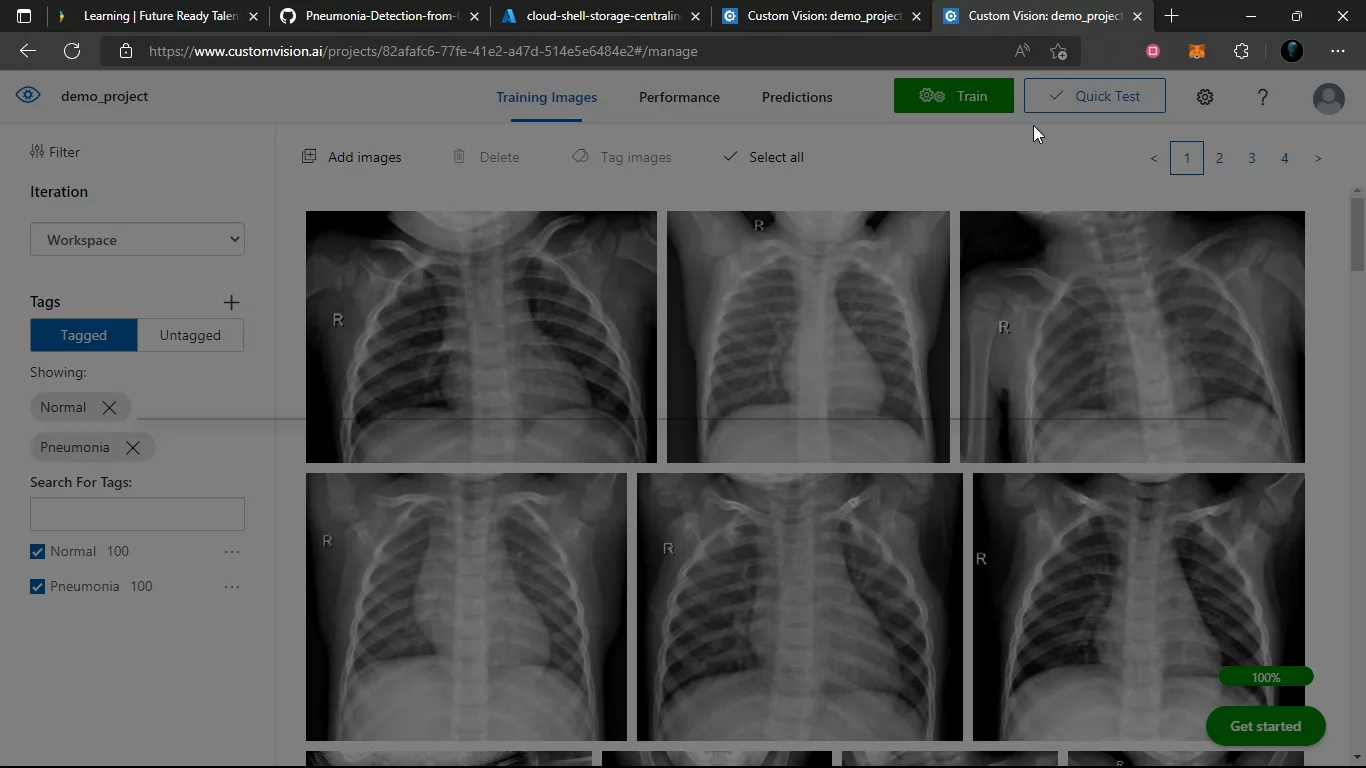 Learning | Future Ready Talen
Pneumonia-Detection-from-
cloud-shell-storage-centralin
Custom Vision: demo_project
Custom Vision: demo_project
https://www.customvision.ai/projects/82afafc6-77fe-41e2-a47d-514e5e6484e2#/manage
demo_project
Training Images
Performance
Predictions
Train
Quick Test
?
Filter
Add images
Delete
Tag images
Select all
< 1 2 3 4 >
Iteration
Workspace
Tags
Tagged
Untagged
Showing:
Normal
Pneumonia
Search For Tags:
Normal 100
Pneumonia 100
R
R
R
R
R
R
R
100%
Get started